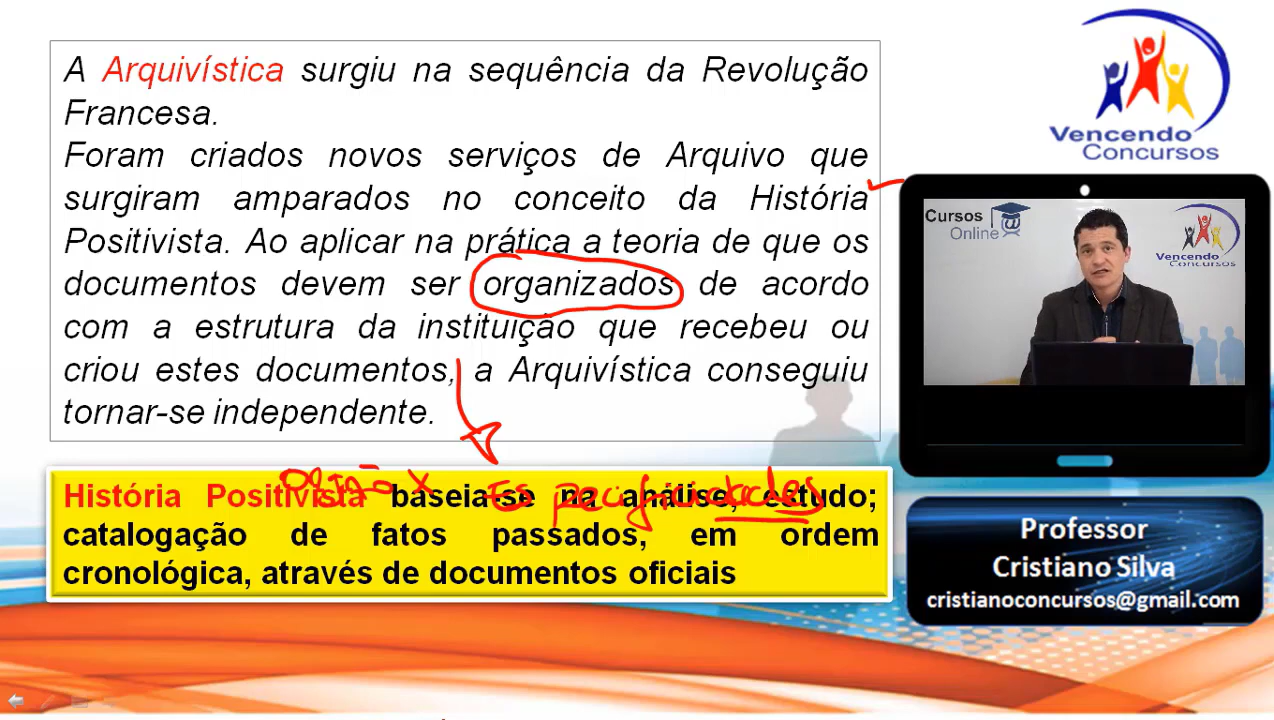 A Arquivística surgiu na sequência da Revolução
Francesa.
Foram criados novos serviços de Arquivo que
surgiram amparados no conceito da História
Positivista. Ao aplicar na prática a teoria de que os
documentos devem ser organizados de acordo
com a estrutura da instituição que recebeu ou
criou estes documentos, a Arquivística conseguiu
tornar-se independente.
História Positivista baseia-se na análise, estudo;
catalogação de fatos passados, em ordem
cronológica, através de documentos oficiais
órgão X
Especificidades
Vencendo
Concursos
Cursos
Online
Vencendo
Concursos
Professor
Cristiano Silva
cristianoconcursos@gmail.com